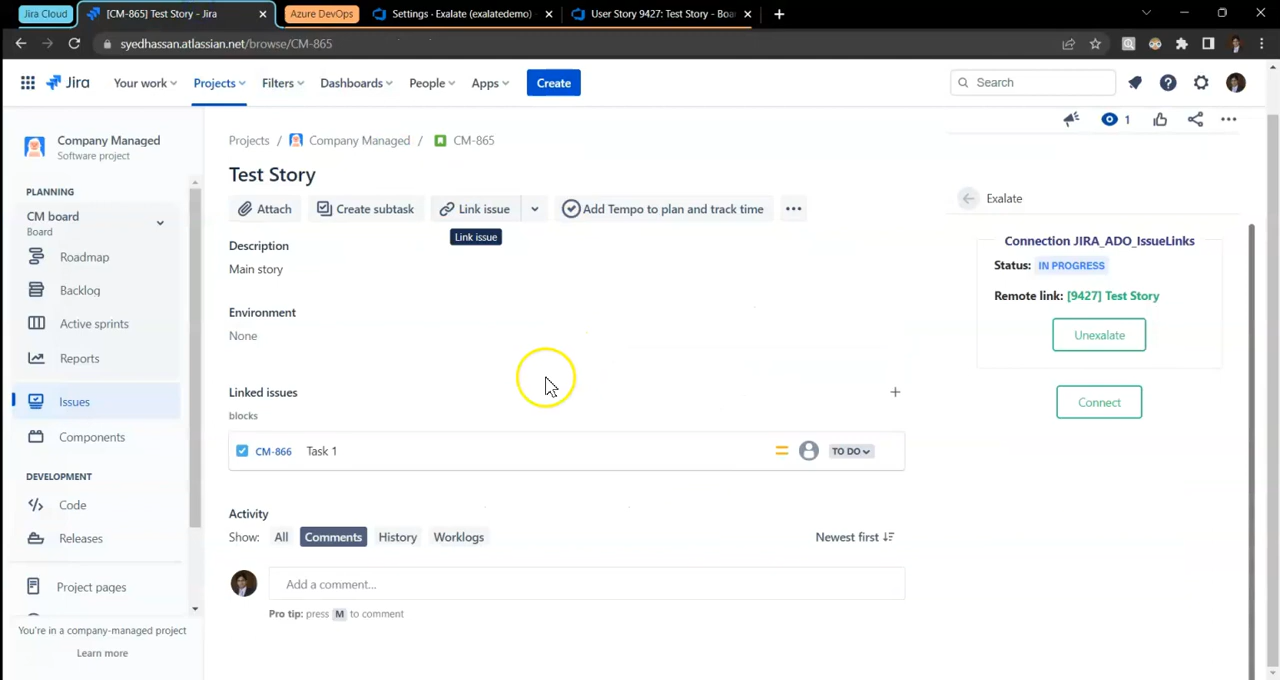 Jira Cloud
[CM-865] Test Story - Jira
Azure DevOps
Settings · Exalate (exalatedemo)
User Story 9427: Test Story - Boa
syedhassan.atlassian.net/browse/CM-865
Jira
Your work
Projects
Filters
Dashboards
People
Apps
Create
Search
Company Managed
Software project
PLANNING
CM board
Board
Roadmap
Backlog
Active sprints
Reports
Issues
Components
DEVELOPMENT
Code
Releases
Project pages
You're in a company-managed project
Learn more
Projects / Company Managed / CM-865
1
Test Story
Attach
Create subtask
Link issue
Add Tempo to plan and track time
Link issue
Description
Main story
Environment
None
Linked issues
blocks
CM-866 Task 1 TO DO
Activity
Show: All Comments History Worklogs Newest first
Add a comment...
Pro tip: press M to comment
Exalate
Connection JIRA_ADO_IssueLinks
Status: IN PROGRESS
Remote link: [9427] Test Story
Unexalate
Connect